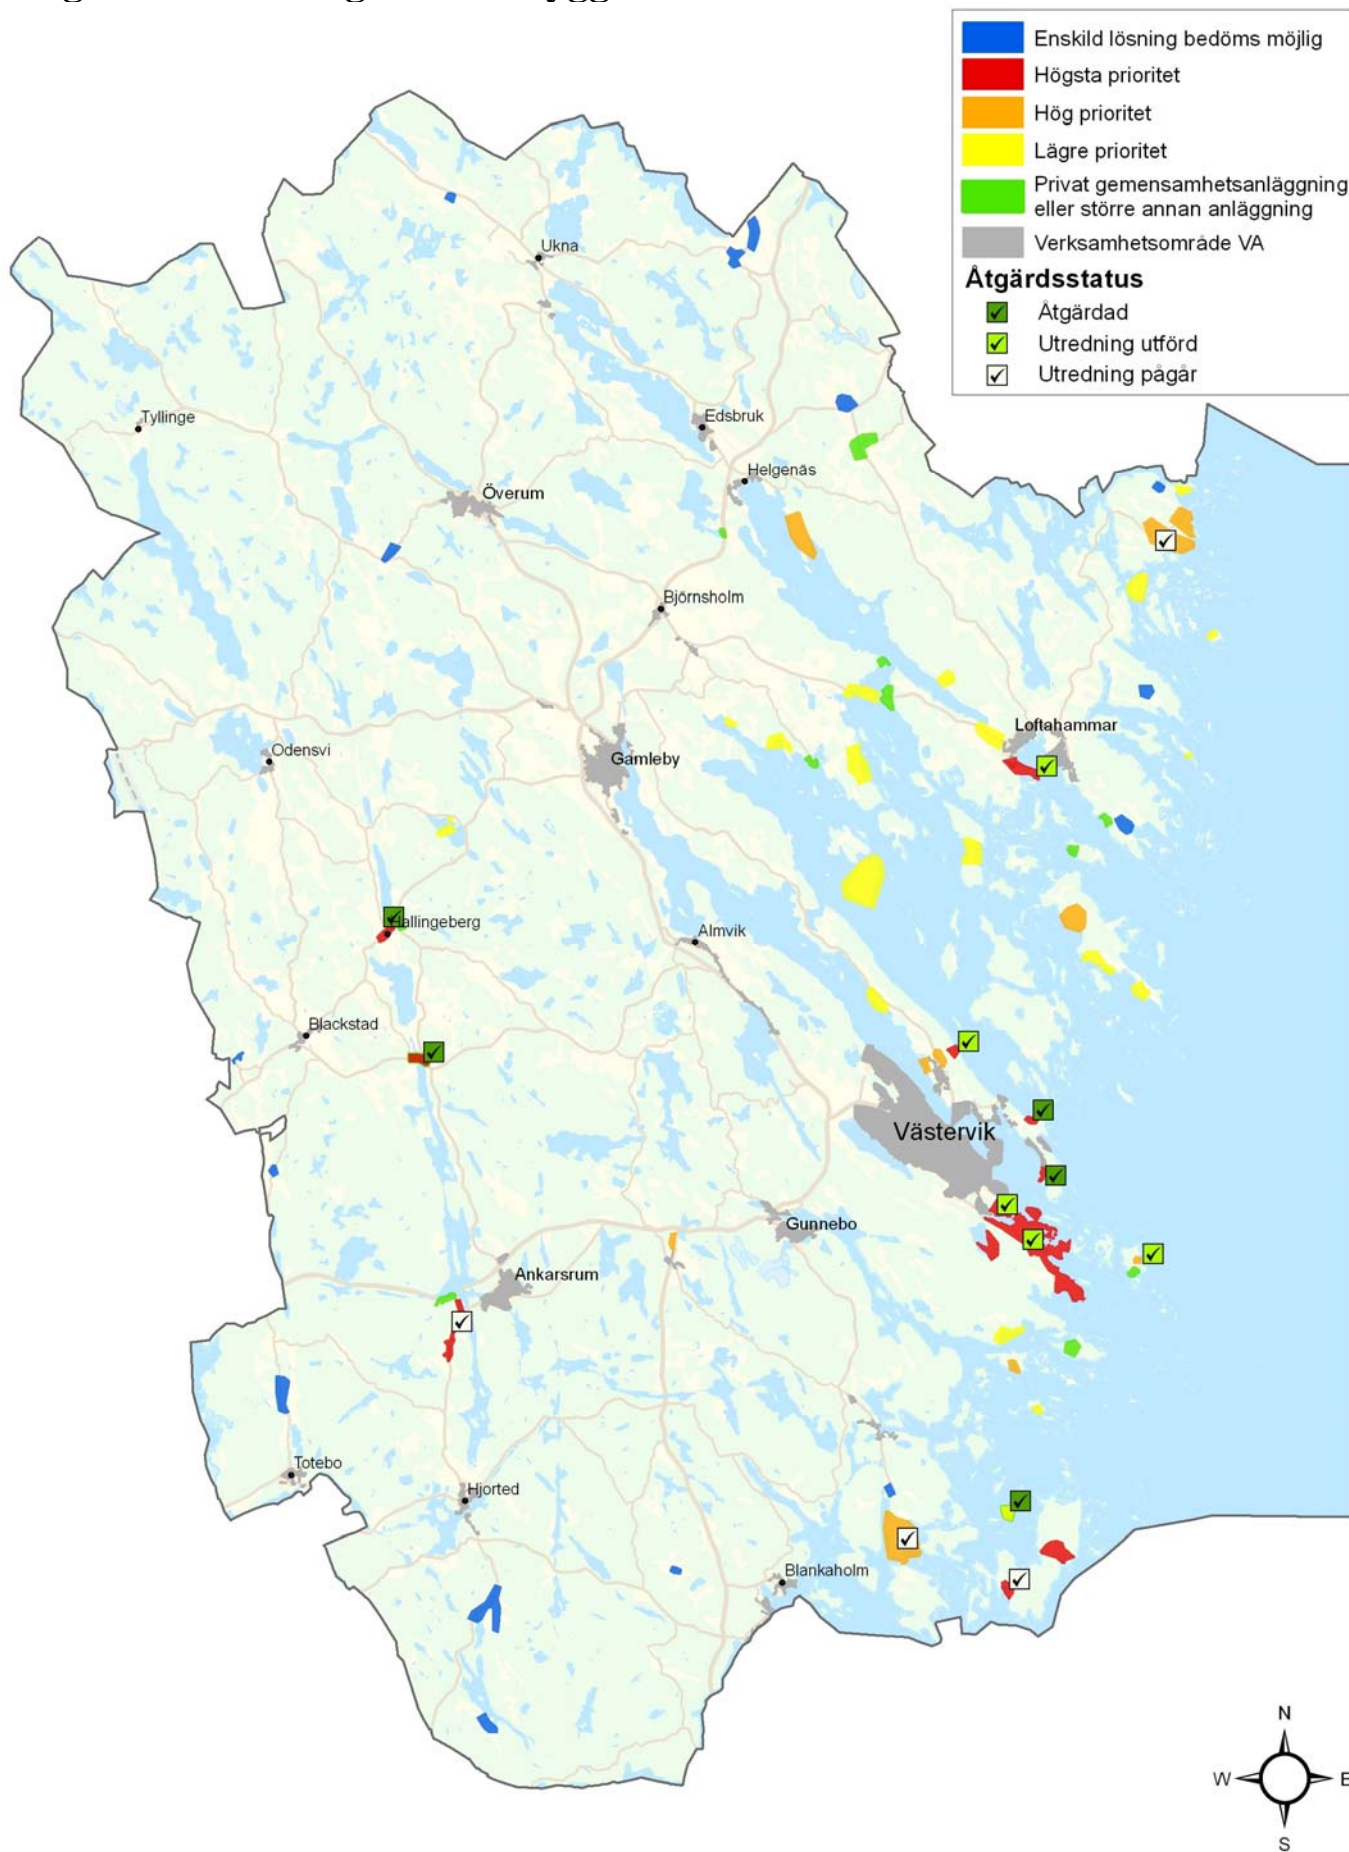 Enskild lösning bedöms möjlig
Högsta prioritet
Hög prioritet
Lägre prioritet
Privat gemensamhetsanläggning
eller större annan anläggning
Verksamhetsområde VA
Åtgärdsstatus
Åtgärdad
Utredning utförd
Utredning pågår
Ukna
Tyllinge
Edsbruk
Helgenäs
Överum
Björnsholm
Loftahammar
Odensvi
Gamleby
Hallingeberg
Almvik
Blackstad
Västervik
Gunnebo
Ankarsrum
Totebo
Hjorted
Blankaholm
N
W
E
S